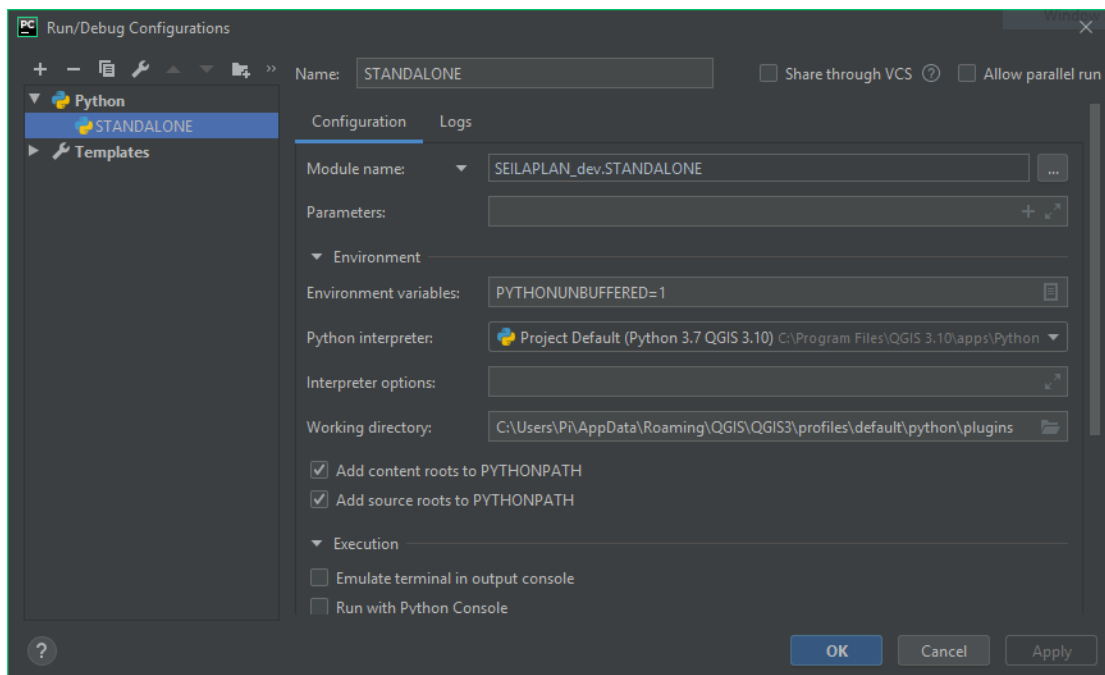 PC Run/Debug Configurations
Window
Name: STANDALONE
Share through VCS ?
Allow parallel run
Python
STANDALONE
Templates
Configuration Logs
Module name: SEILAPLAN_dev.STANDALONE ...
Parameters:
Environment
Environment variables: PYTHONUNBUFFERED=1
Python interpreter: Project Default (Python 3.7 QGIS 3.10) C:\Program Files\QGIS 3.10\apps\Python
Interpreter options:
Working directory: C:\Users\Pi\AppData\Roaming\QGIS\QGIS3\profiles\default\python\plugins
Add content roots to PYTHONPATH
Add source roots to PYTHONPATH
Execution
Emulate terminal in output console
Run with Python Console
? OK Cancel Apply